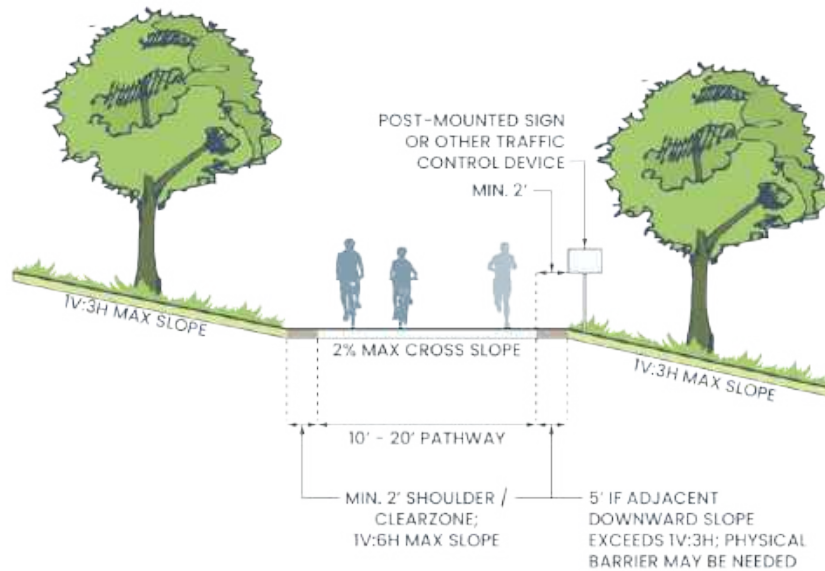 POST-MOUNTED SIGN
OR OTHER TRAFFIC
CONTROL DEVICE
MIN. 2'
1V:3H MAX SLOPE
2% MAX CROSS SLOPE
1V:3H MAX SLOPE
10' - 20' PATHWAY
MIN. 2' SHOULDER /
CLEARZONE;
1V:6H MAX SLOPE
5' IF ADJACENT
DOWNWARD SLOPE
EXCEEDS 1V:3H; PHYSICAL
BARRIER MAY BE NEEDED